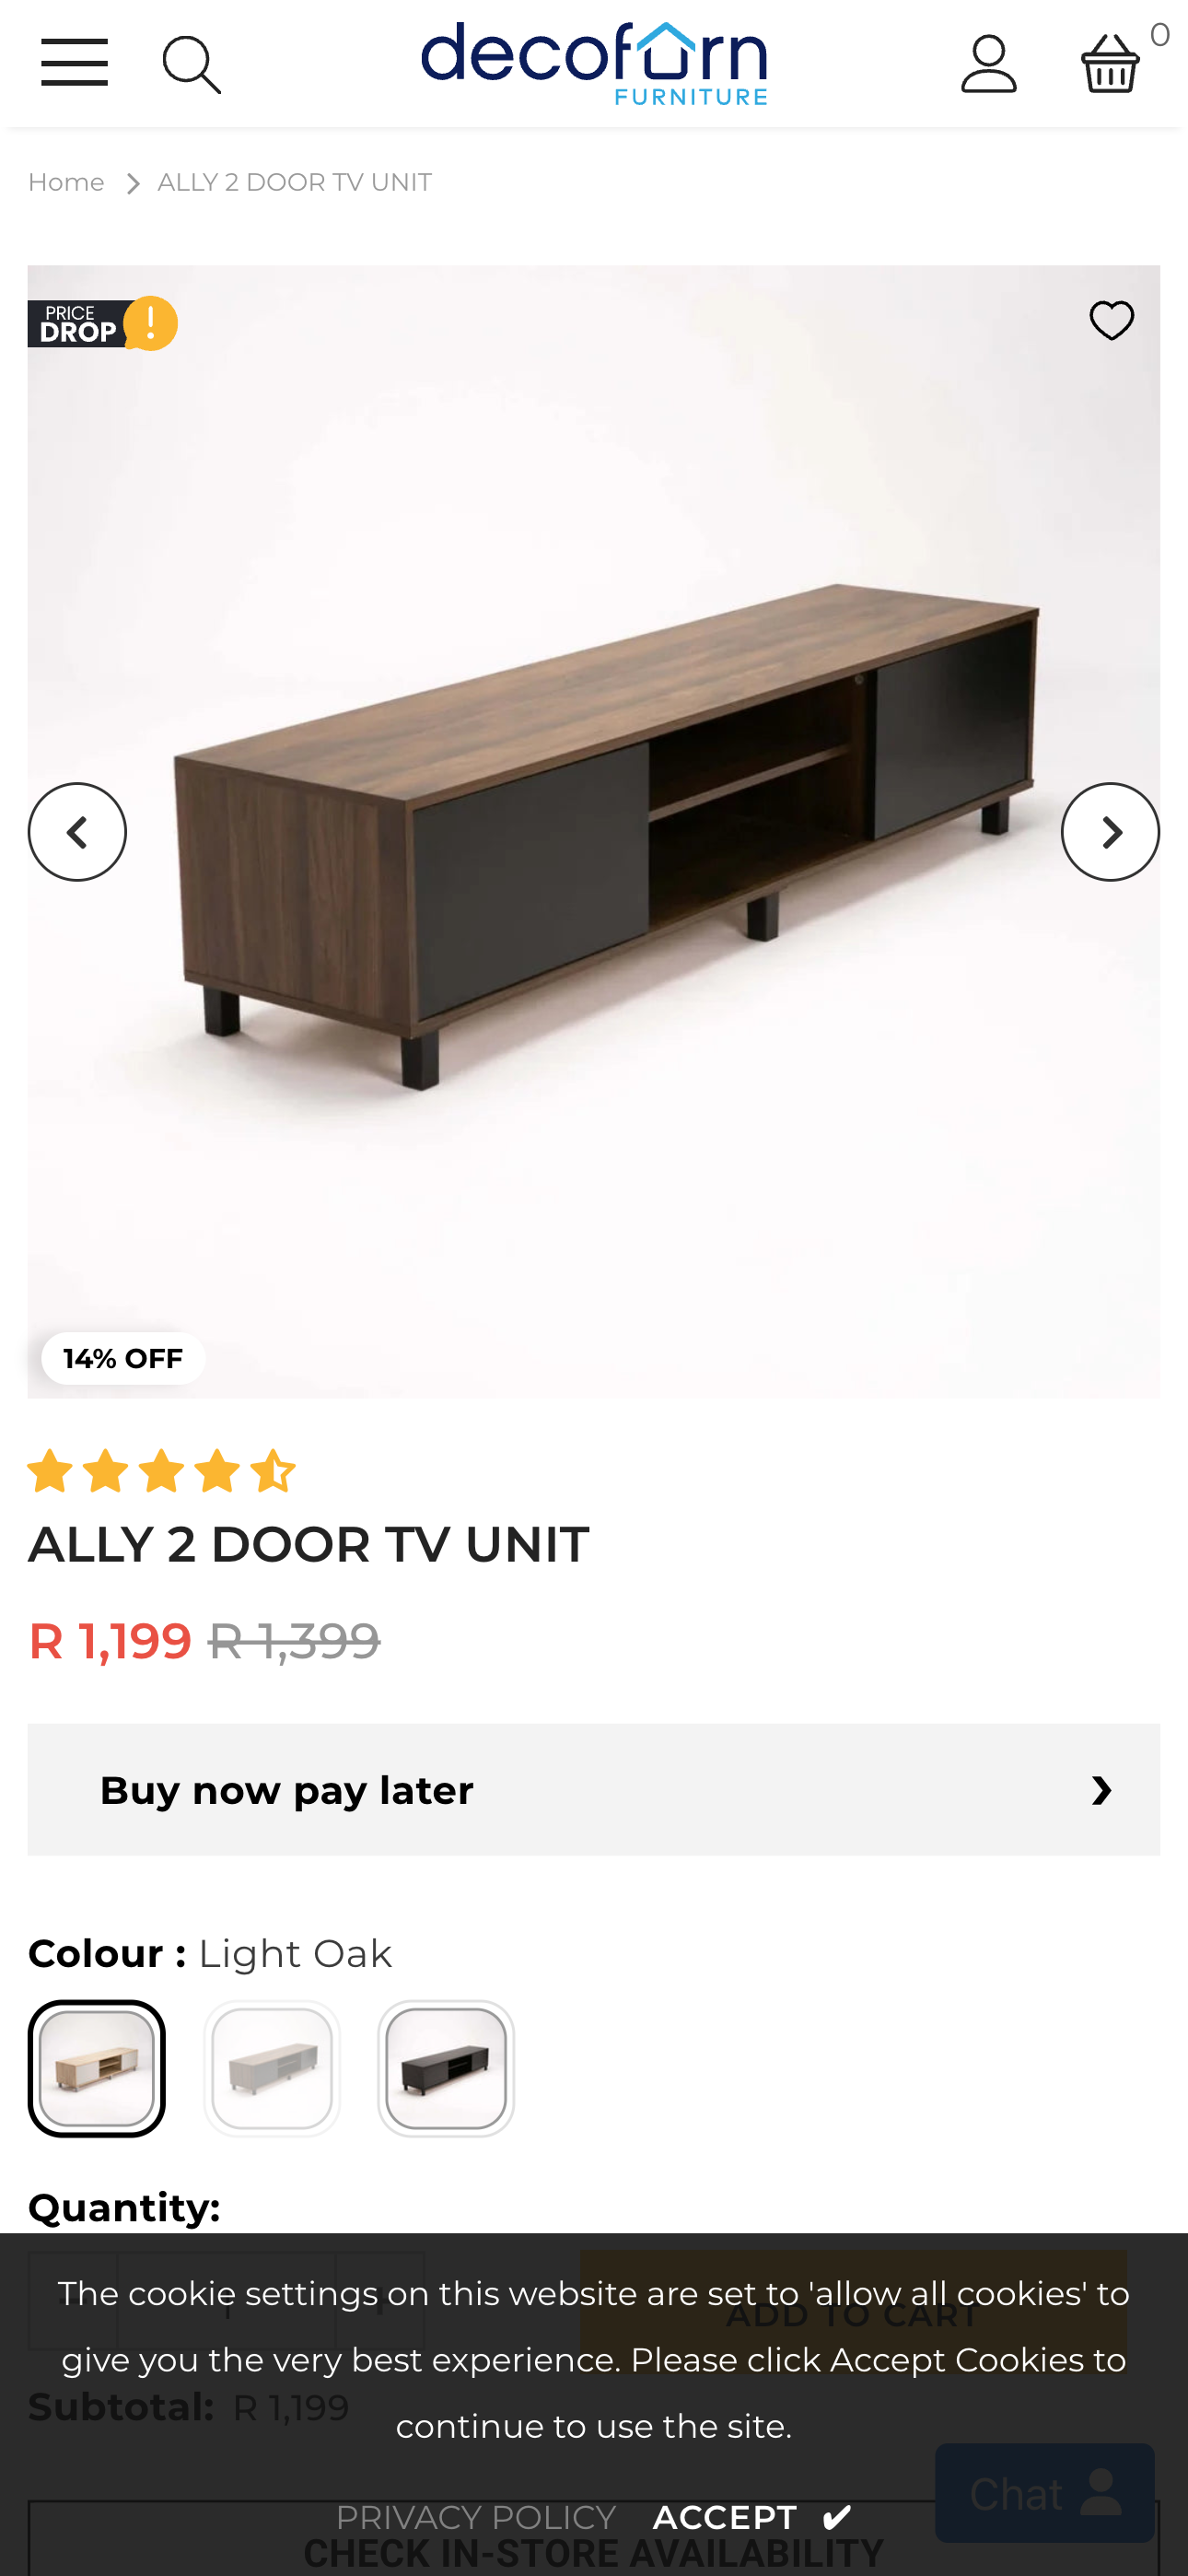 decofurn
FURNITURE
0
Home
ALLY 2 DOOR TV UNIT
PRICE
DROP !
14% OFF
ALLY 2 DOOR TV UNIT
R 1,199 R 1,399
Buy now pay later
Colour : Light Oak
Quantity:
1
ADD TO CART
The cookie settings on this website are set to 'allow all cookies' to
give you the very best experience. Please click Accept Cookies to
continue to use the site.
Subtotal: R 1,199
Chat
PRIVACY POLICY ACCEPT ✔
CHECK IN-STORE AVAILABILITY